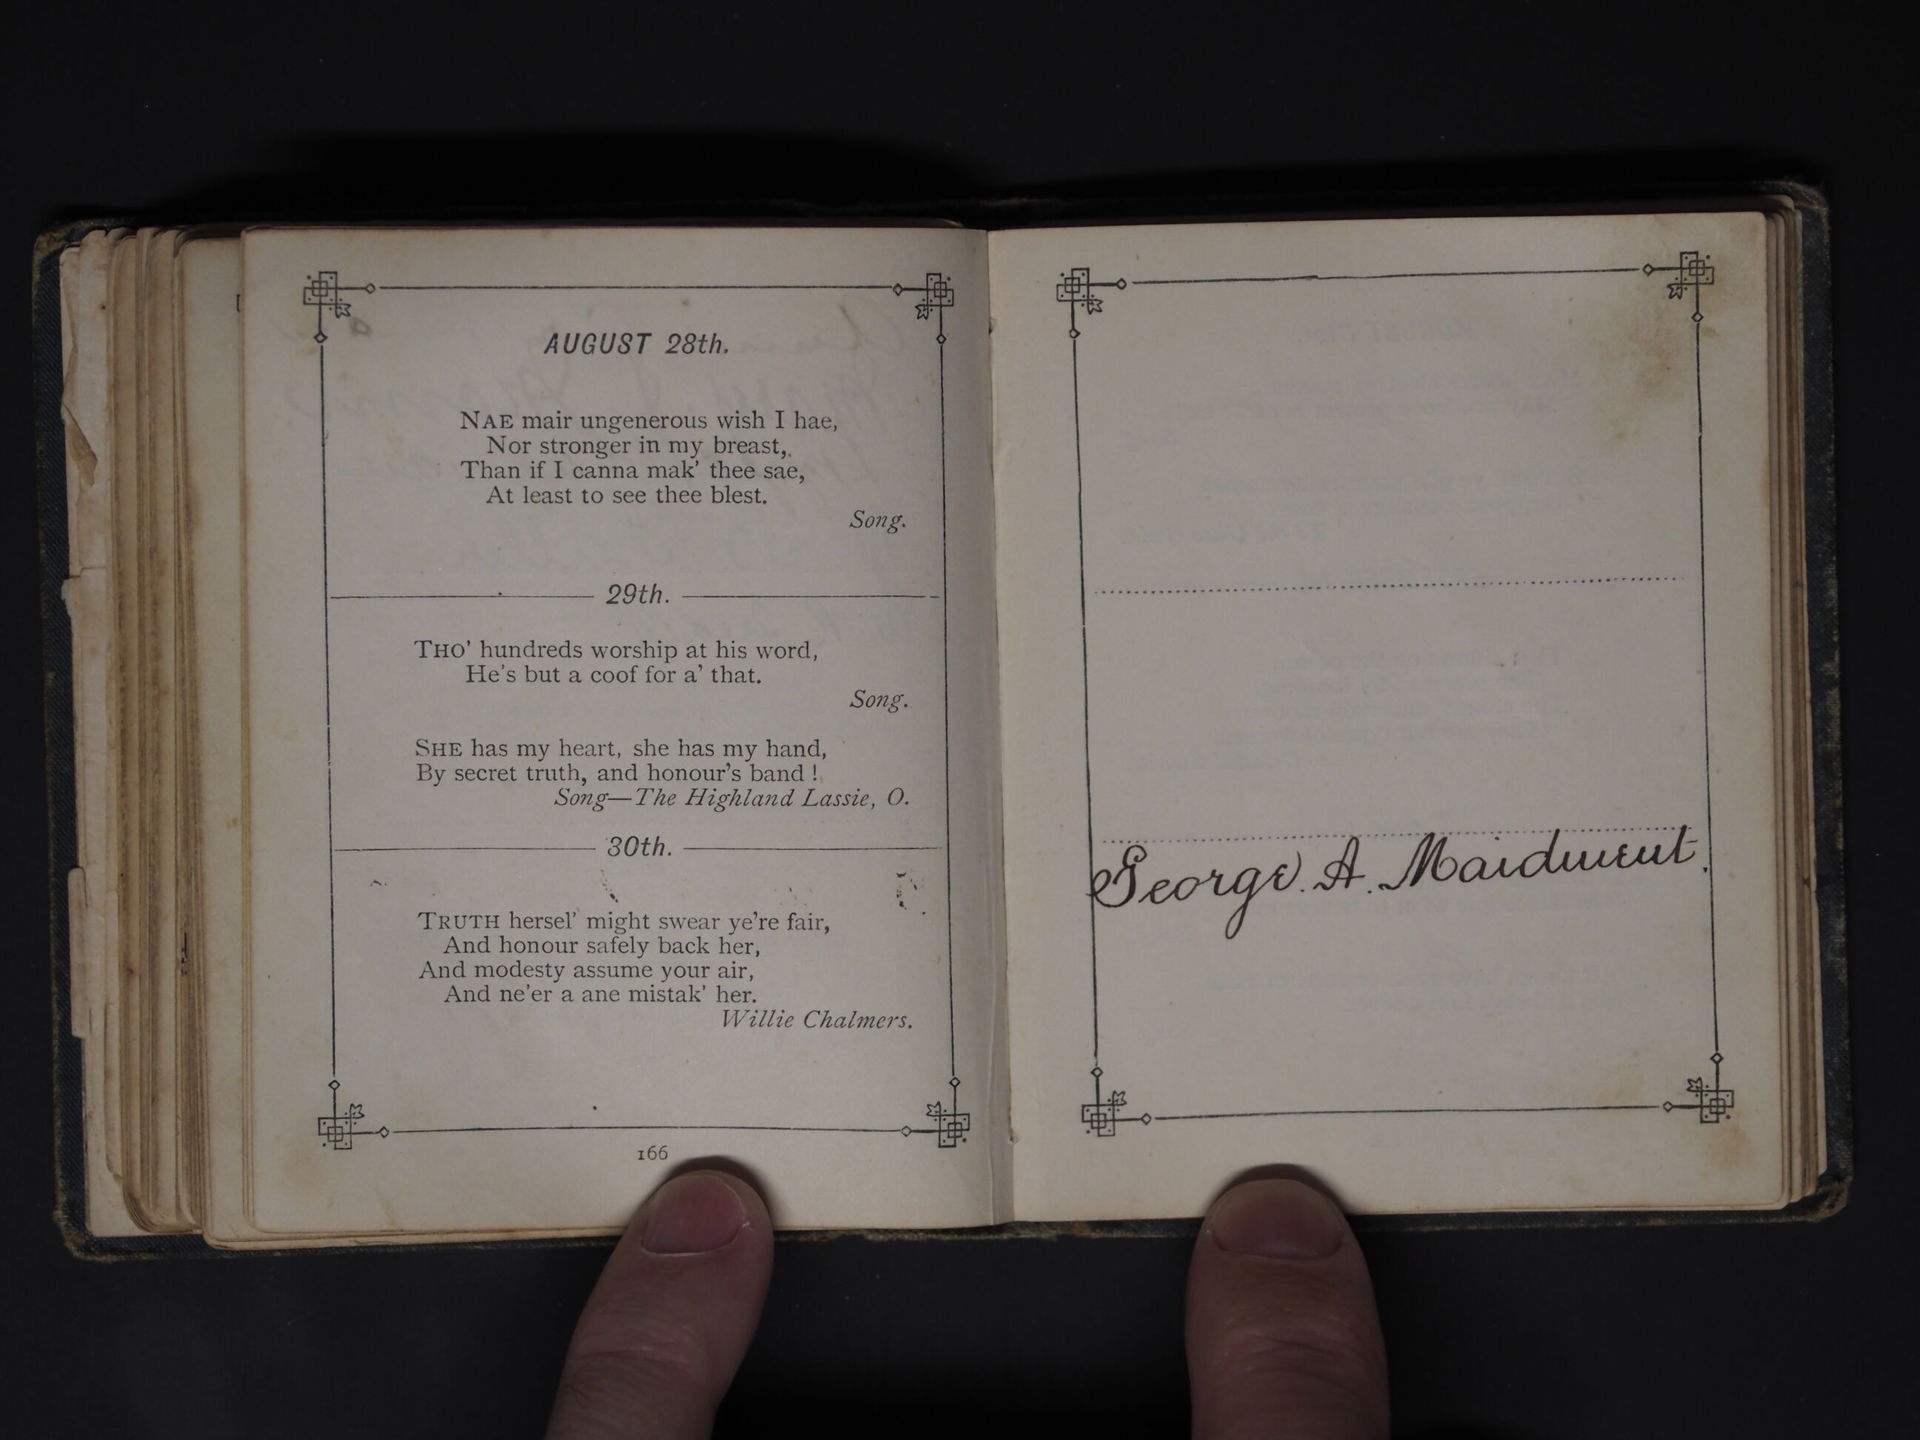 AUGUST 28th.
NAE mair ungenerous wish I hae,
Nor stronger in my breast,
Than if I canna mak' thee sae,
At least to see thee blest.
Song.
29th.
THO' hundreds worship at his word,
He's but a coof for a' that.
Song.
SHE has my heart, she has my hand,
By secret truth, and honour's band !
Song—The Highland Lassie, O.
30th.
TRUTH hersel' might swear ye're fair,
And honour safely back her,
And modesty assume your air,
And ne'er a ane mistak' her.
Willie Chalmers.
166
George. A. Maidment.